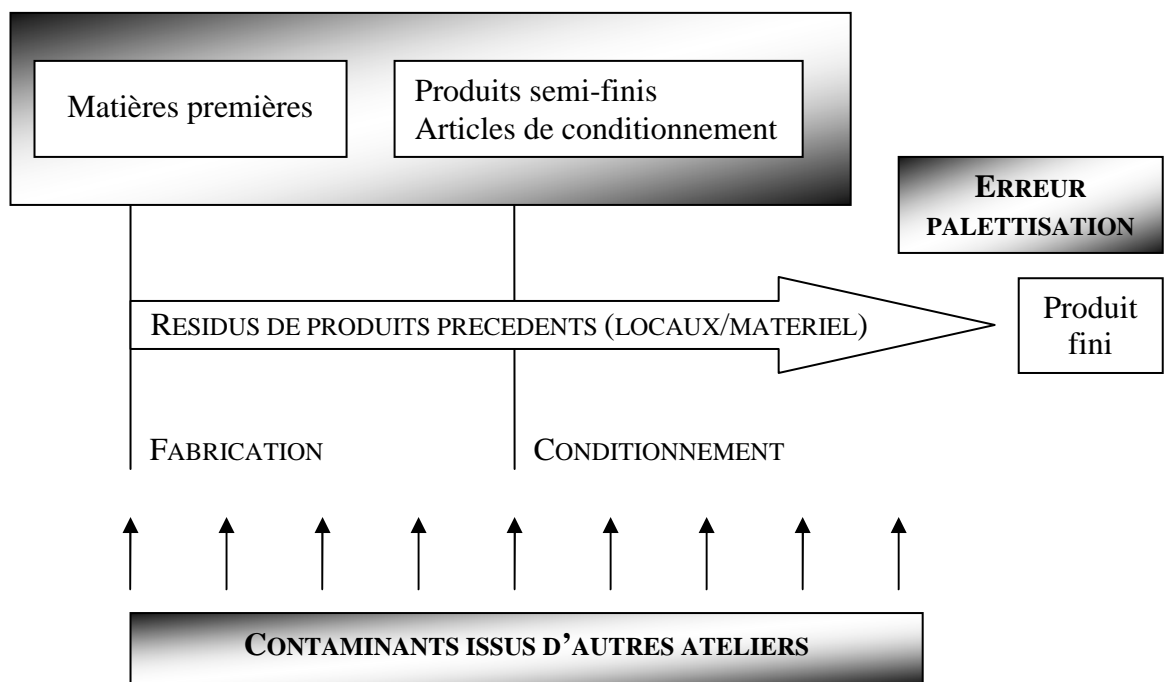 Matières premières
Produits semi-finis
Articles de conditionnement
ERREUR
PALETTISATION
RESIDUS DE PRODUITS PRECEDENTS (LOCAUX/MATERIEL)
Produit
fini
FABRICATION
CONDITIONNEMENT
CONTAMINANTS ISSUS D’AUTRES ATELIERS